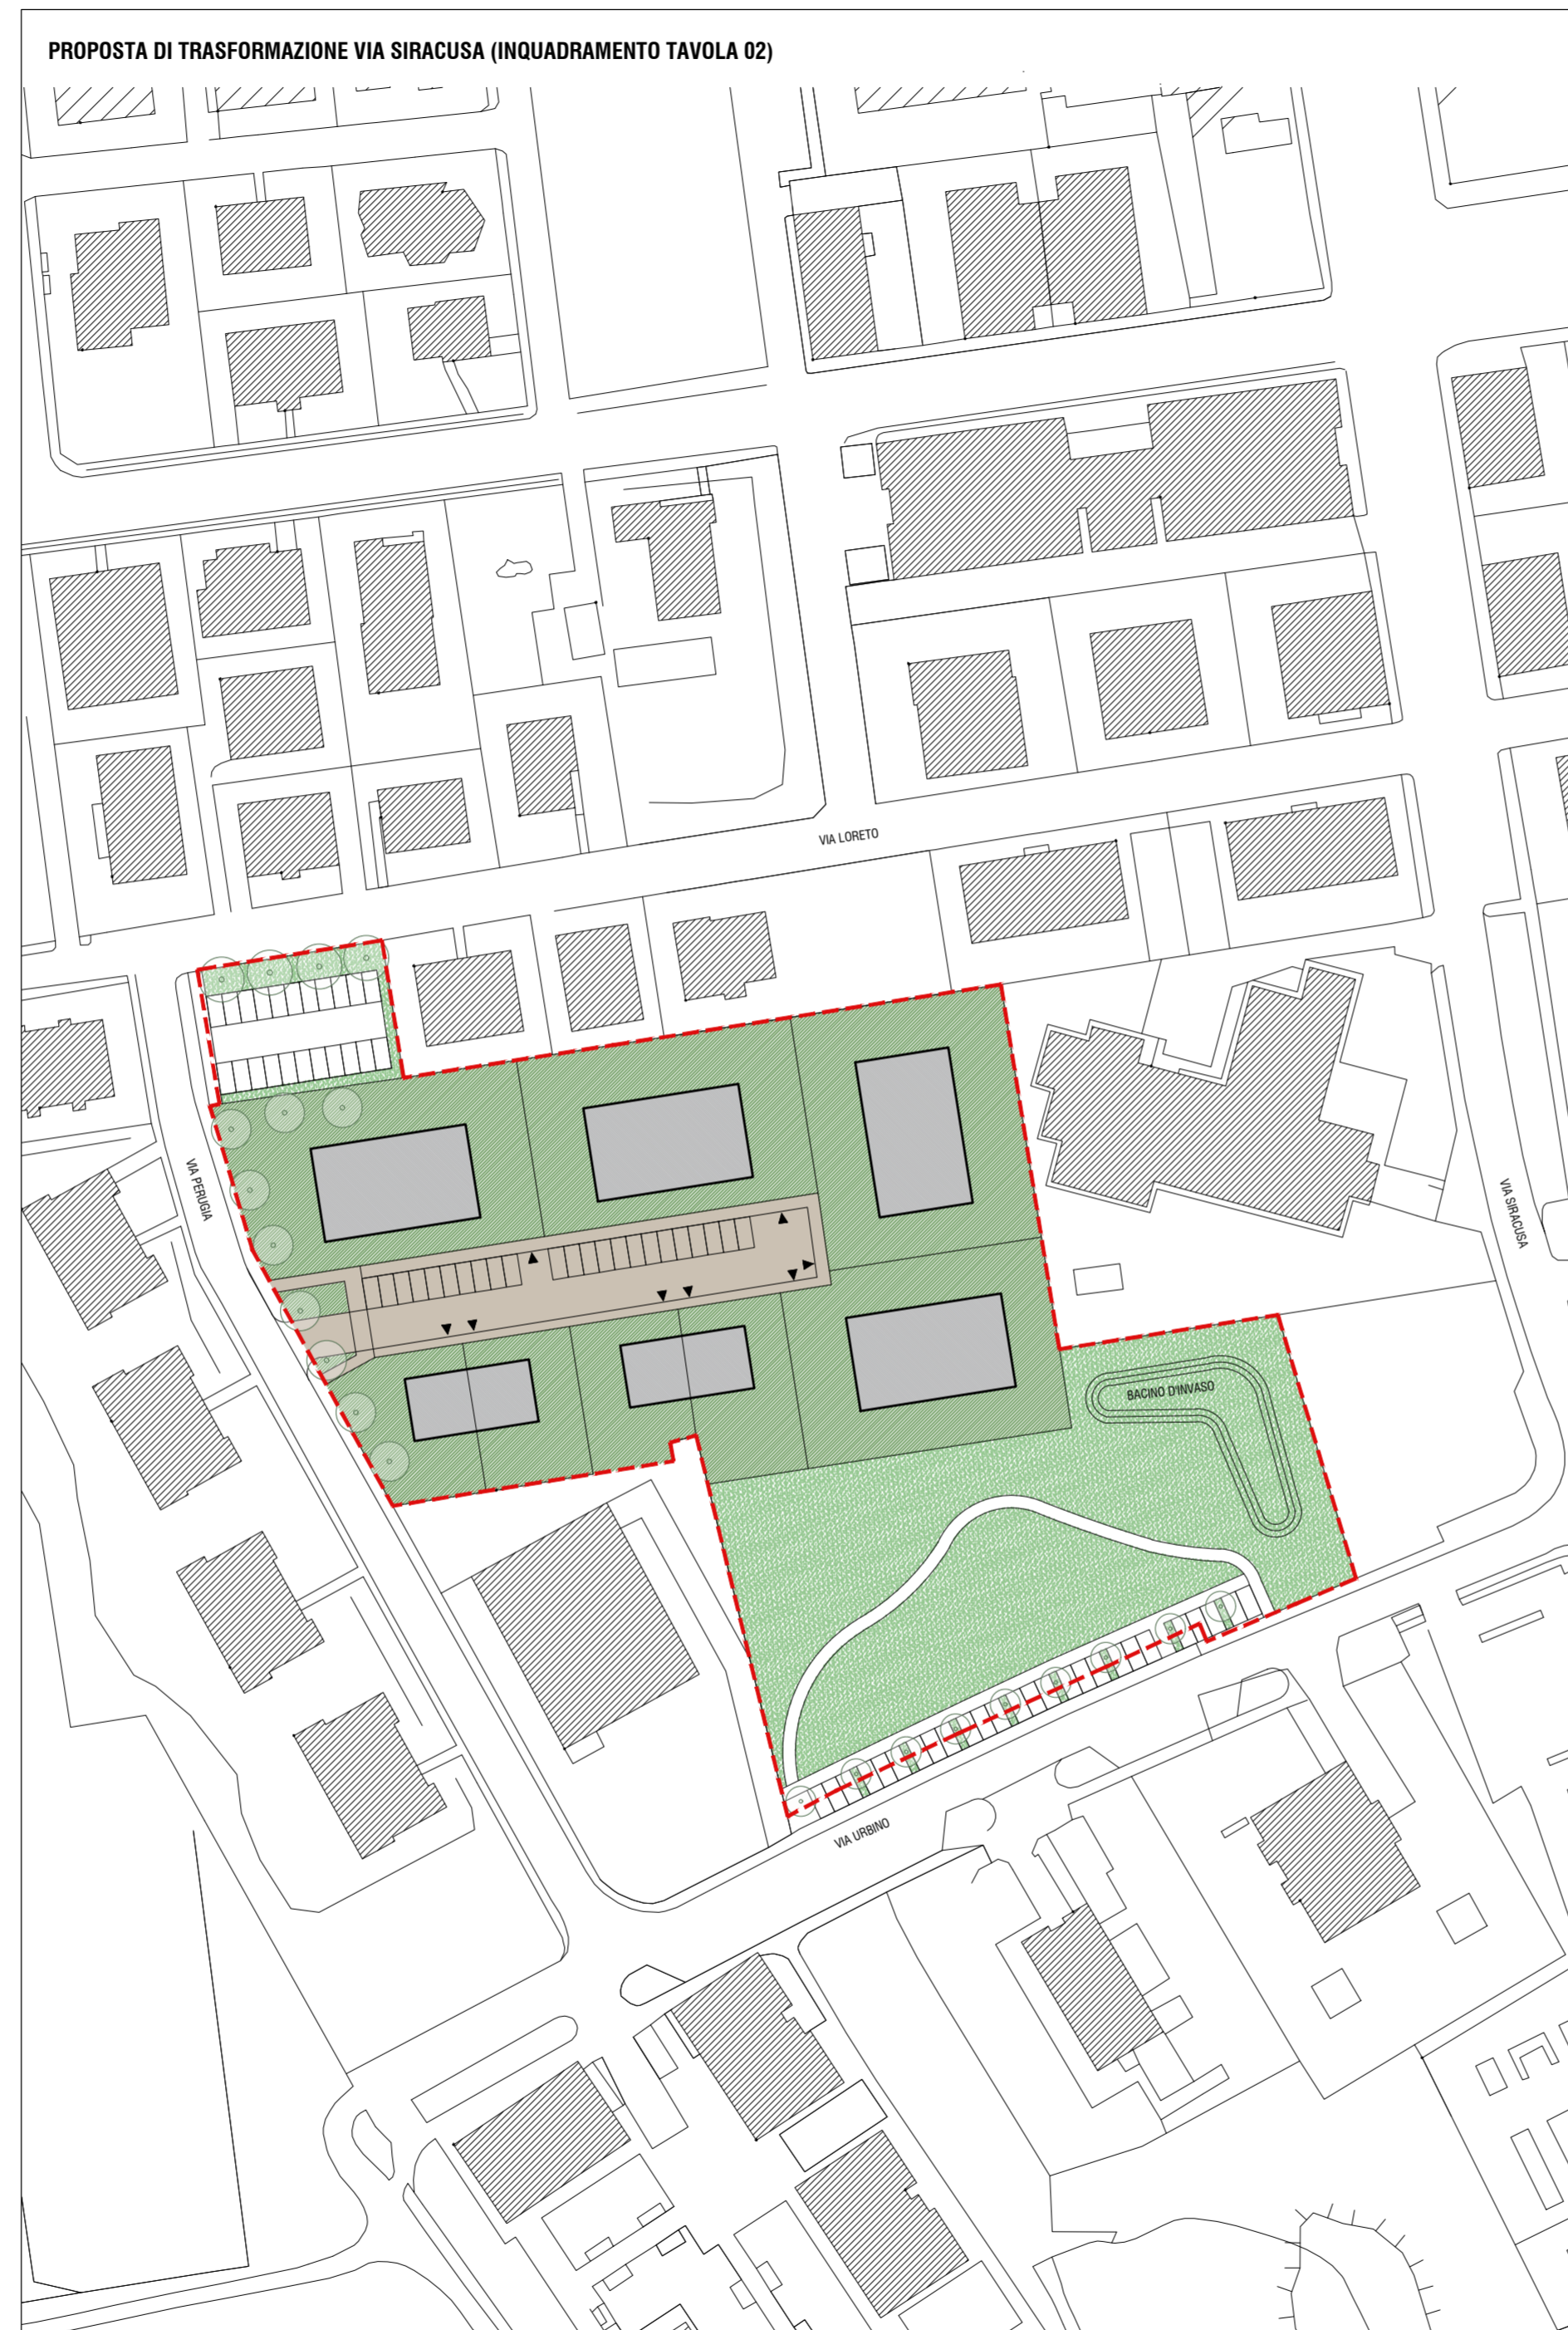 PROPOSTA DI TRASFORMAZIONE VIA SIRACUSA (INQUADRAMENTO TAVOLA 02)
VIA LORETO
VIA PERUGIA
VIA SIRACUSA
BACINO D'INVASO
VIA URBINO